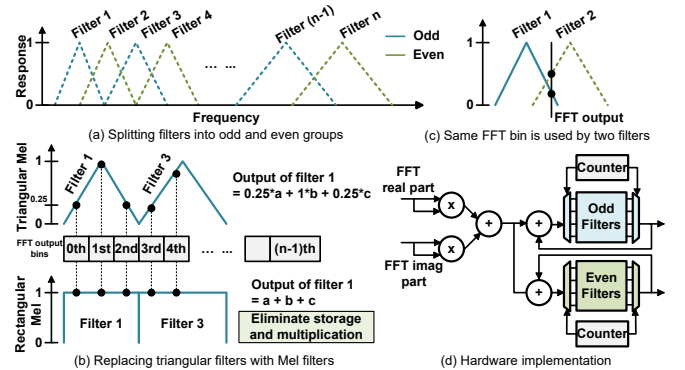 Filter 1
Filter 2
Filter 3
Filter 4
Filter (n-1)
Filter n
Odd
Even
Response
1
0
... ...
Frequency
(a) Splitting filters into odd and even groups
Filter 1
Filter 2
1
0
FFT output
(c) Same FFT bin is used by two filters
Triangular Mel
1
0.25
0
Filter 1
Filter 3
Output of filter 1
= 0.25*a + 1*b + 0.25*c
FFT output
bins
0th
1st
2nd
3rd
4th
... ...
(n-1)th
Rectangular
Mel
1
0
Filter 1
Filter 3
Output of filter 1
= a + b + c
Eliminate storage
and multiplication
(b) Replacing triangular filters with Mel filters
FFT
real part
x
FFT imag
part
x
+
+
+
Counter
Odd
Filters
Even
Filters
Counter
(d) Hardware implementation